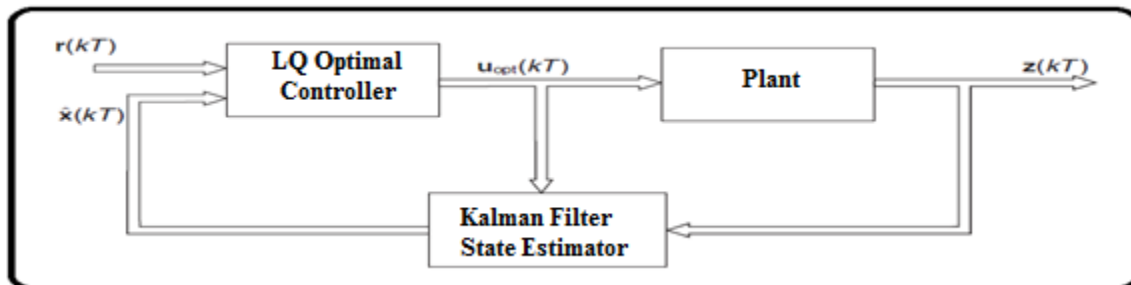 r(kT)
LQ Optimal
Controller
u_opt(kT)
Plant
z(kT)
x̂(kT)
Kalman Filter
State Estimator